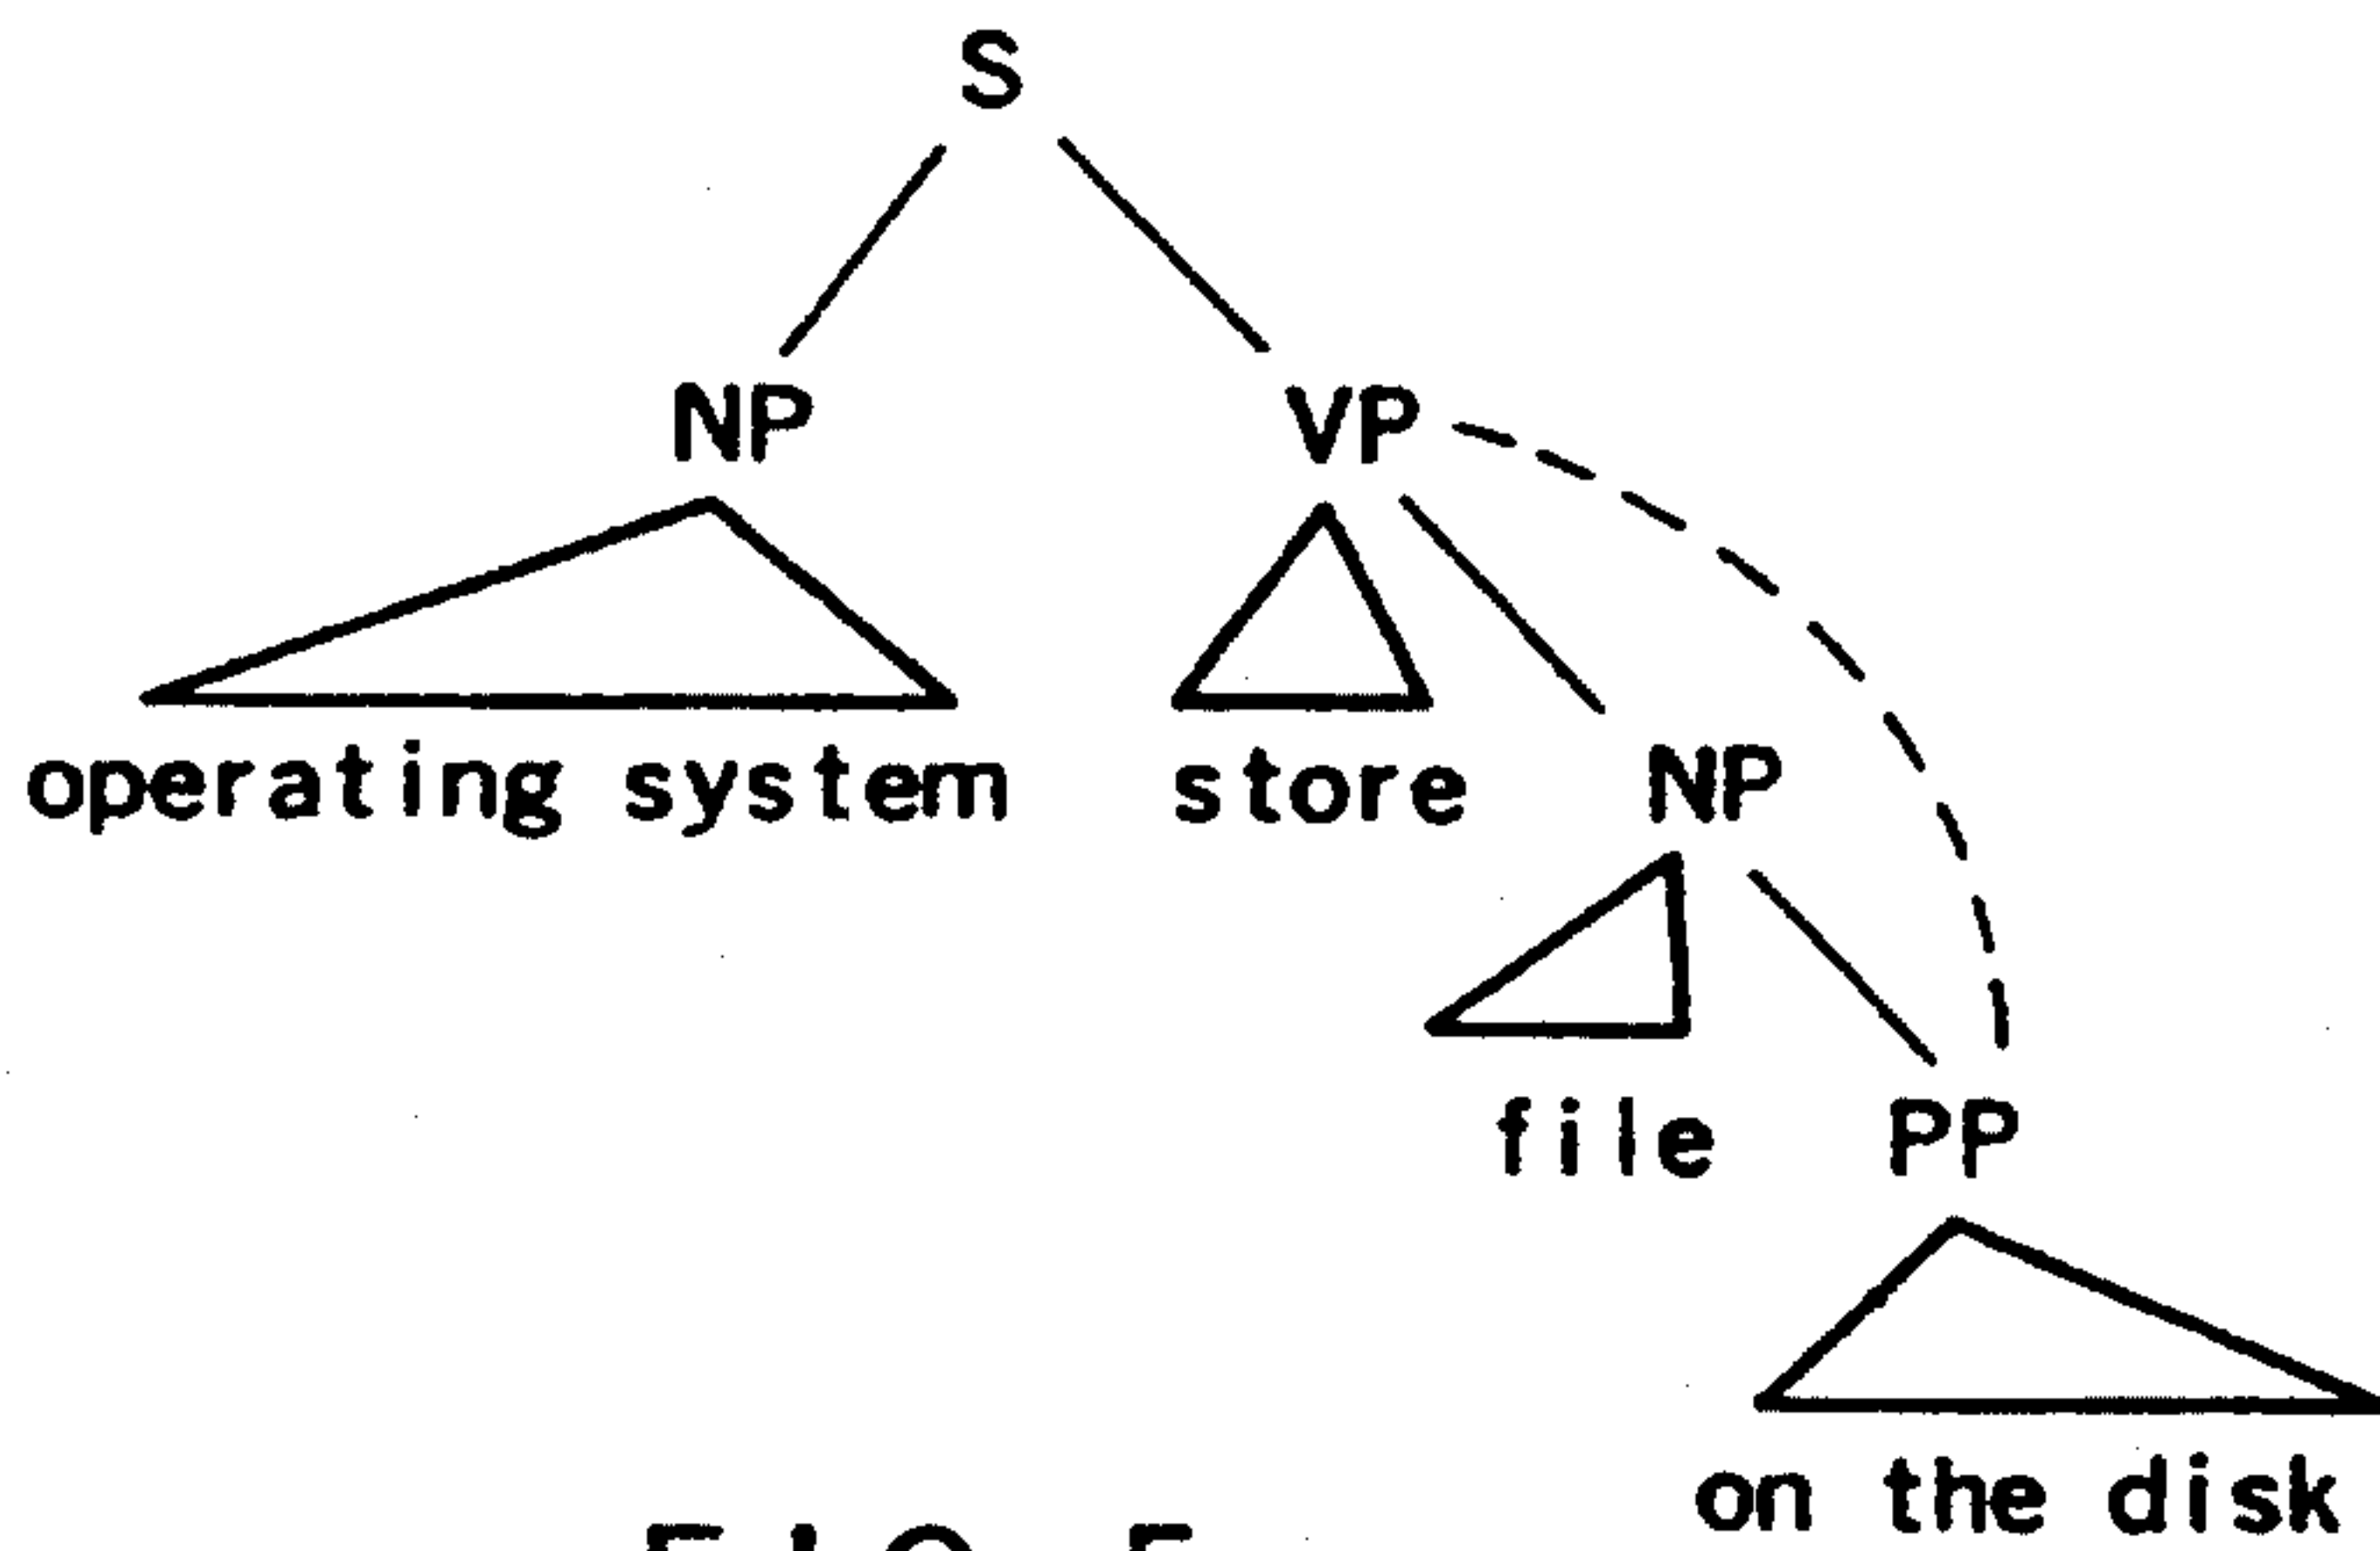 S
NP VP
operating system store NP
file PP
on the disk